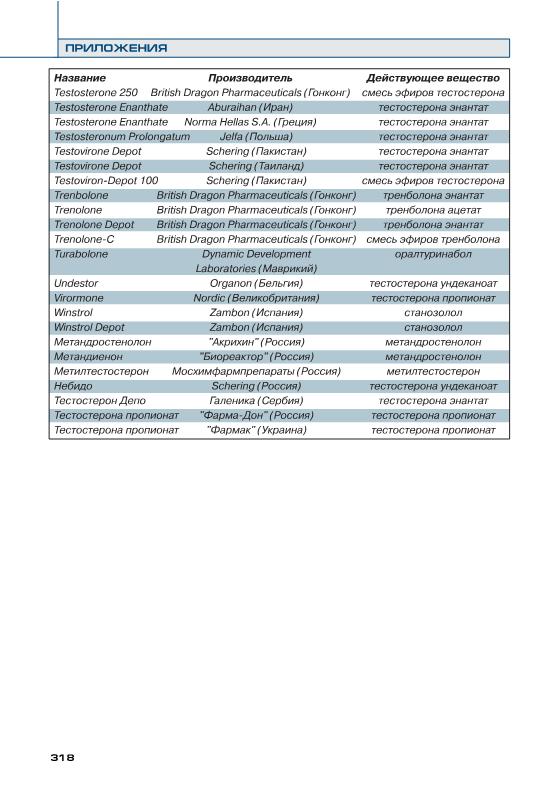 ПРИЛОЖЕНИЯ
Название Производитель Действующее вещество
Testosterone 250 British Dragon Pharmaceuticals (Гонконг) смесь эфиров тестостерона
Testosterone Enanthate Aburaihan (Иран) тестостерона энантат
Testosterone Enanthate Norma Hellas S.A. (Греция) тестостерона энантат
Testosteronum Prolongatum Jelfa (Польша) тестостерона энантат
Testovirone Depot Schering (Пакистан) тестостерона энантат
Testovirone Depot Schering (Таиланд) тестостерона энантат
Testoviron-Depot 100 Schering (Пакистан) смесь эфиров тестостерона
Trenbolone British Dragon Pharmaceuticals (Гонконг) тренболона энантат
Trenolone British Dragon Pharmaceuticals (Гонконг) тренболона ацетат
Trenolone Depot British Dragon Pharmaceuticals (Гонконг) тренболона энантат
Trenolone-C British Dragon Pharmaceuticals (Гонконг) смесь эфиров тренболона
Turabolone Dynamic Development оралтуринабол
Laboratories (Маврикий)
Undestor Organon (Бельгия) тестостерона ундеканоат
Virormone Nordic (Великобритания) тестостерона пропионат
Winstrol Zambon (Испания) станозолол
Winstrol Depot Zambon (Испания) станозолол
Метандростенолон "Акрихин" (Россия) метандростенолон
Метандиенон "Биореактор" (Россия) метандростенолон
Метилтестостерон Мосхимфармпрепараты (Россия) метилтестостерон
Небидо Schering (Россия) тестостерона ундеканоат
Тестостерон Депо Галеника (Сербия) тестостерона энантат
Тестостерона пропионат "Фарма-Дон" (Россия) тестостерона пропионат
Тестостерона пропионат "Фармак" (Украина) тестостерона пропионат
318